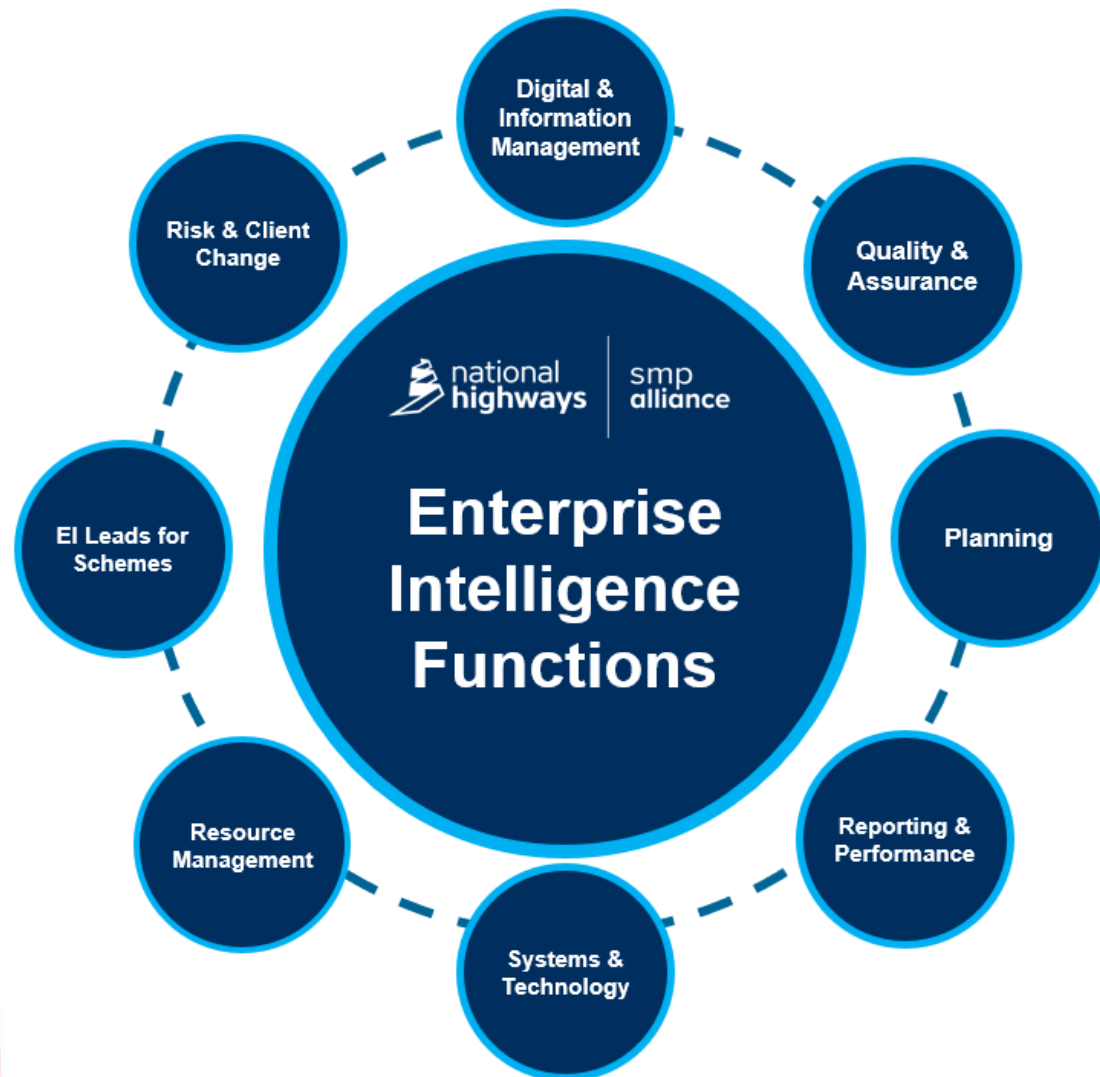 Digital &
Information
Management
Risk & Client
Change
Quality &
Assurance
national
highways
smp
alliance
Enterprise
Intelligence
Functions
EI Leads for
Schemes
Planning
Resource
Management
Reporting &
Performance
Systems &
Technology